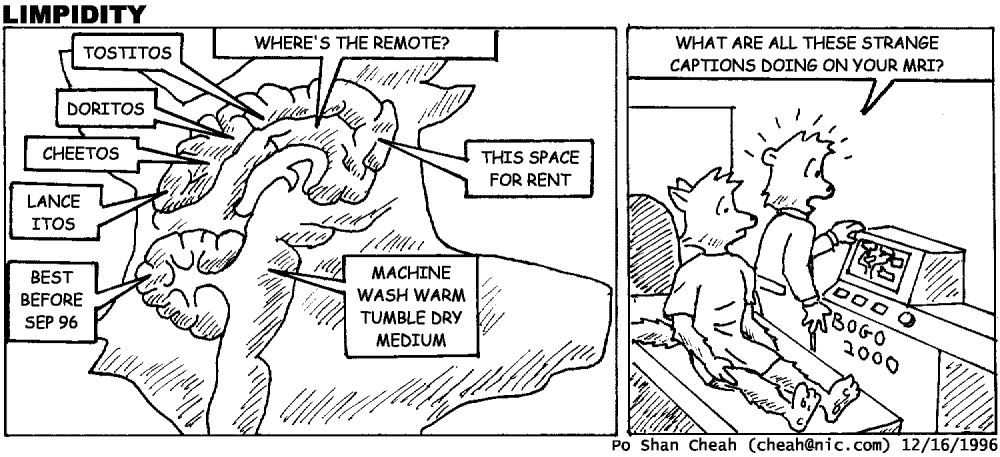 LIMPIDITY
TOSTITOS
WHERE'S THE REMOTE?
DORITOS
CHEETOS
LANCE
ITOS
BEST
BEFORE
SEP 96
THIS SPACE
FOR RENT
MACHINE
WASH WARM
TUMBLE DRY
MEDIUM
WHAT ARE ALL THESE STRANGE
CAPTIONS DOING ON YOUR MRI?
BOGO
2000
Po Shan Cheah (cheah@nic.com) 12/16/1996